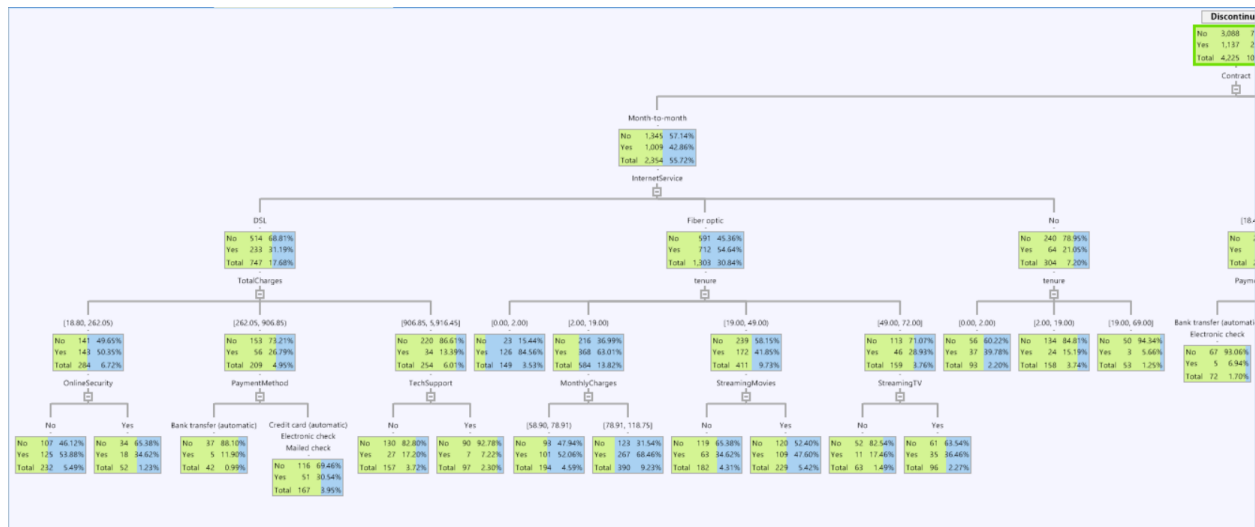 Discontinu
No 3,088 7
Yes 1,137 2
Total 4,225 10
Contract
Month-to-month
No 1,345 57.14%
Yes 1,009 42.86%
Total 2,354 55.72%
InternetService
DSL
No 514 68.81%
Yes 233 31.19%
Total 747 17.68%
TotalCharges
Fiber optic
No 591 45.36%
Yes 712 54.64%
Total 1,303 30.84%
tenure
No
No 240 78.95%
Yes 64 21.05%
Total 304 7.20%
tenure
[18.4
No 2
Yes
Total 2
Paym
[18.80, 262.05)
No 141 49.65%
Yes 143 50.35%
Total 284 6.72%
OnlineSecurity
[262.05, 906.85)
No 153 73.21%
Yes 56 26.79%
Total 209 4.95%
PaymentMethod
[906.85, 5,916.45]
No 220 86.61%
Yes 34 13.39%
Total 254 6.01%
TechSupport
[0.00, 2.00)
No 23 15.44%
Yes 126 84.56%
Total 149 3.53%
[2.00, 19.00)
No 216 36.99%
Yes 368 63.01%
Total 584 13.82%
MonthlyCharges
[19.00, 49.00)
No 239 58.15%
Yes 172 41.85%
Total 411 9.73%
StreamingMovies
[49.00, 72.00]
No 113 71.07%
Yes 46 28.93%
Total 159 3.76%
StreamingTV
[0.00, 2.00)
No 56 60.22%
Yes 37 39.78%
Total 93 2.20%
[2.00, 19.00)
No 134 84.81%
Yes 24 15.19%
Total 158 3.74%
[19.00, 69.00]
No 50 94.34%
Yes 3 5.66%
Total 53 1.25%
Bank transfer (automati
Electronic check
No 67 93.06%
Yes 5 6.94%
Total 72 1.70%
No
No 107 46.12%
Yes 125 53.88%
Total 232 5.49%
Yes
No 34 65.38%
Yes 18 34.62%
Total 52 1.23%
Bank transfer (automatic)
No 37 88.10%
Yes 5 11.90%
Total 42 0.99%
Credit card (automatic)
Electronic check
Mailed check
No 116 69.46%
Yes 51 30.54%
Total 167 3.95%
No
No 130 82.80%
Yes 27 17.20%
Total 157 3.72%
Yes
No 90 92.78%
Yes 7 7.22%
Total 97 2.30%
[58.90, 78.91)
No 93 47.94%
Yes 101 52.06%
Total 194 4.59%
[78.91, 118.75]
No 123 31.54%
Yes 267 68.46%
Total 390 9.23%
No
No 119 65.38%
Yes 63 34.62%
Total 182 4.31%
Yes
No 120 52.40%
Yes 109 47.60%
Total 229 5.42%
No
No 52 82.54%
Yes 11 17.46%
Total 63 1.49%
Yes
No 61 63.54%
Yes 35 36.46%
Total 96 2.27%